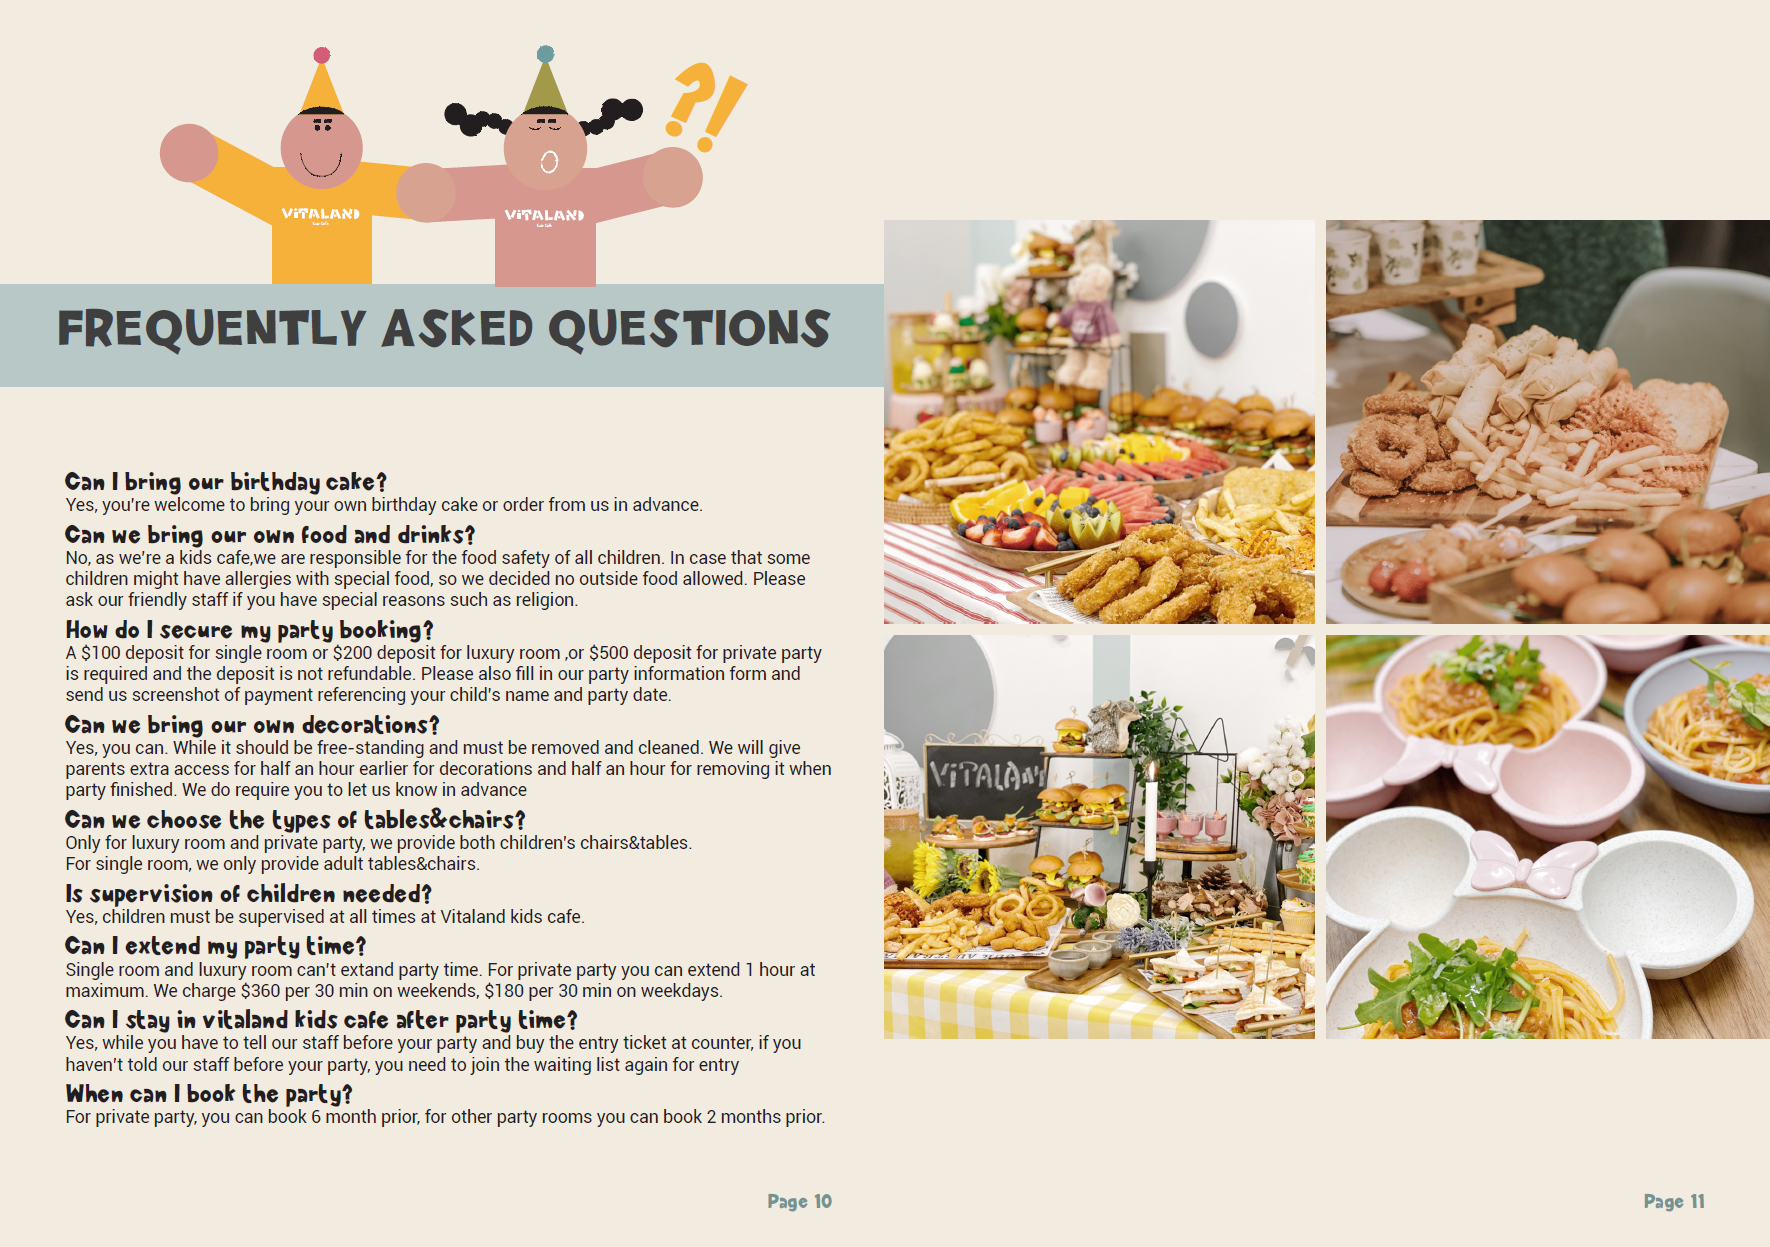 ?!
ViTALAND
kids cafe
ViTALAND
kids cafe
FREQUENTLY ASKED QUESTIONS
Can I bring our birthday cake?
Yes, you're welcome to bring your own birthday cake or order from us in advance.
Can we bring our own food and drinks?
No, as we're a kids cafe,we are responsible for the food safety of all children. In case that some
children might have allergies with special food, so we decided no outside food allowed. Please
ask our friendly staff if you have special reasons such as religion.
How do I secure my party booking?
A $100 deposit for single room or $200 deposit for luxury room ,or $500 deposit for private party
is required and the deposit is not refundable. Please also fill in our party information form and
send us screenshot of payment referencing your child's name and party date.
Can we bring our own decorations?
Yes, you can. While it should be free-standing and must be removed and cleaned. We will give
parents extra access for half an hour earlier for decorations and half an hour for removing it when
party finished. We do require you to let us know in advance
Can we choose the types of tables&chairs?
Only for luxury room and private party, we provide both children's chairs&tables.
For single room, we only provide adult tables&chairs.
Is supervision of children needed?
Yes, children must be supervised at all times at Vitaland kids cafe.
Can I extend my party time?
Single room and luxury room can't extand party time. For private party you can extend 1 hour at
maximum. We charge $360 per 30 min on weekends, $180 per 30 min on weekdays.
Can I stay in vitaland kids cafe after party time?
Yes, while you have to tell our staff before your party and buy the entry ticket at counter, if you
haven't told our staff before your party, you need to join the waiting list again for entry
When can I book the party?
For private party, you can book 6 month prior, for other party rooms you can book 2 months prior.
Page 10
ViTALAN
Page 11